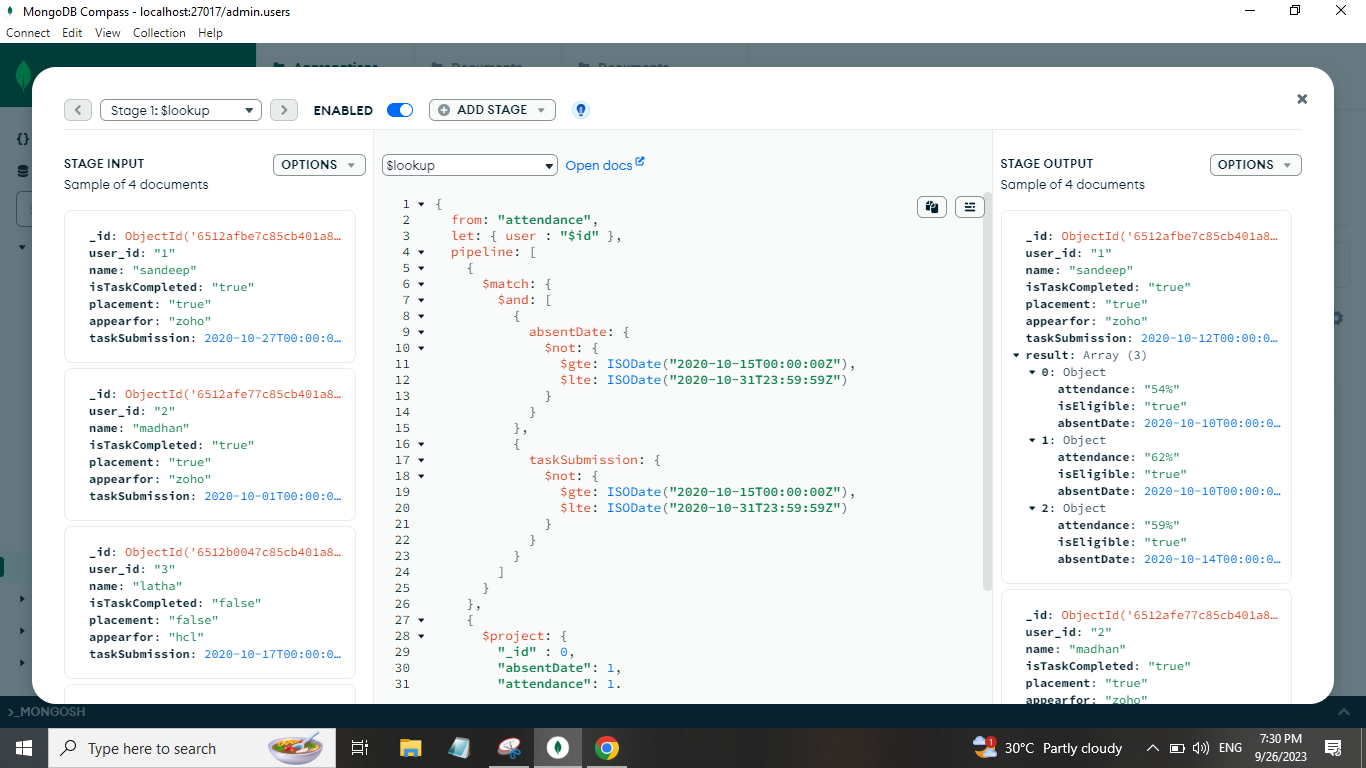 MongoDB Compass - localhost:27017/admin.users
Connect Edit View Collection Help
Aggregations Documents Documents
Stage 1: $lookup
ENABLED
ADD STAGE
STAGE INPUT
OPTIONS
Sample of 4 documents
_id: ObjectId('6512afbe7c85cb401a8…
user_id: "1"
name: "sandeep"
isTaskCompleted: "true"
placement: "true"
appearfor: "zoho"
taskSubmission: 2020-10-27T00:00:0…
_id: ObjectId('6512afe77c85cb401a8…
user_id: "2"
name: "madhan"
isTaskCompleted: "true"
placement: "true"
appearfor: "zoho"
taskSubmission: 2020-10-01T00:00:0…
_id: ObjectId('6512b0047c85cb401a8…
user_id: "3"
name: "latha"
isTaskCompleted: "false"
placement: "false"
appearfor: "hcl"
taskSubmission: 2020-10-17T00:00:0…
$lookup
Open docs
1 {
2 from: "attendance",
3 let: { user : "$id" },
4 pipeline: [
5 {
6 $match: {
7 $and: [
8 {
9 absentDate: {
10 $not: {
11 $gte: ISODate("2020-10-15T00:00:00Z"),
12 $lte: ISODate("2020-10-31T23:59:59Z")
13 }
14 }
15 },
16 {
17 taskSubmission: {
18 $not: {
19 $gte: ISODate("2020-10-15T00:00:00Z"),
20 $lte: ISODate("2020-10-31T23:59:59Z")
21 }
22 }
23 }
24 ]
25 }
26 },
27 {
28 $project: {
29 "_id" : 0,
30 "absentDate": 1,
31 "attendance": 1.
STAGE OUTPUT
OPTIONS
Sample of 4 documents
_id: ObjectId('6512afbe7c85cb401a8…
user_id: "1"
name: "sandeep"
isTaskCompleted: "true"
placement: "true"
appearfor: "zoho"
taskSubmission: 2020-10-12T00:00:0…
result: Array (3)
0: Object
attendance: "54%"
isEligible: "true"
absentDate: 2020-10-10T00:00:0…
1: Object
attendance: "62%"
isEligible: "true"
absentDate: 2020-10-10T00:00:0…
2: Object
attendance: "59%"
isEligible: "true"
absentDate: 2020-10-14T00:00:0…
_id: ObjectId('6512afe77c85cb401a8…
user_id: "2"
name: "madhan"
isTaskCompleted: "true"
placement: "true"
appearfor: "zoho"
>_MONGOSH
Type here to search
1
30°C Partly cloudy
ENG
7:30 PM
9/26/2023